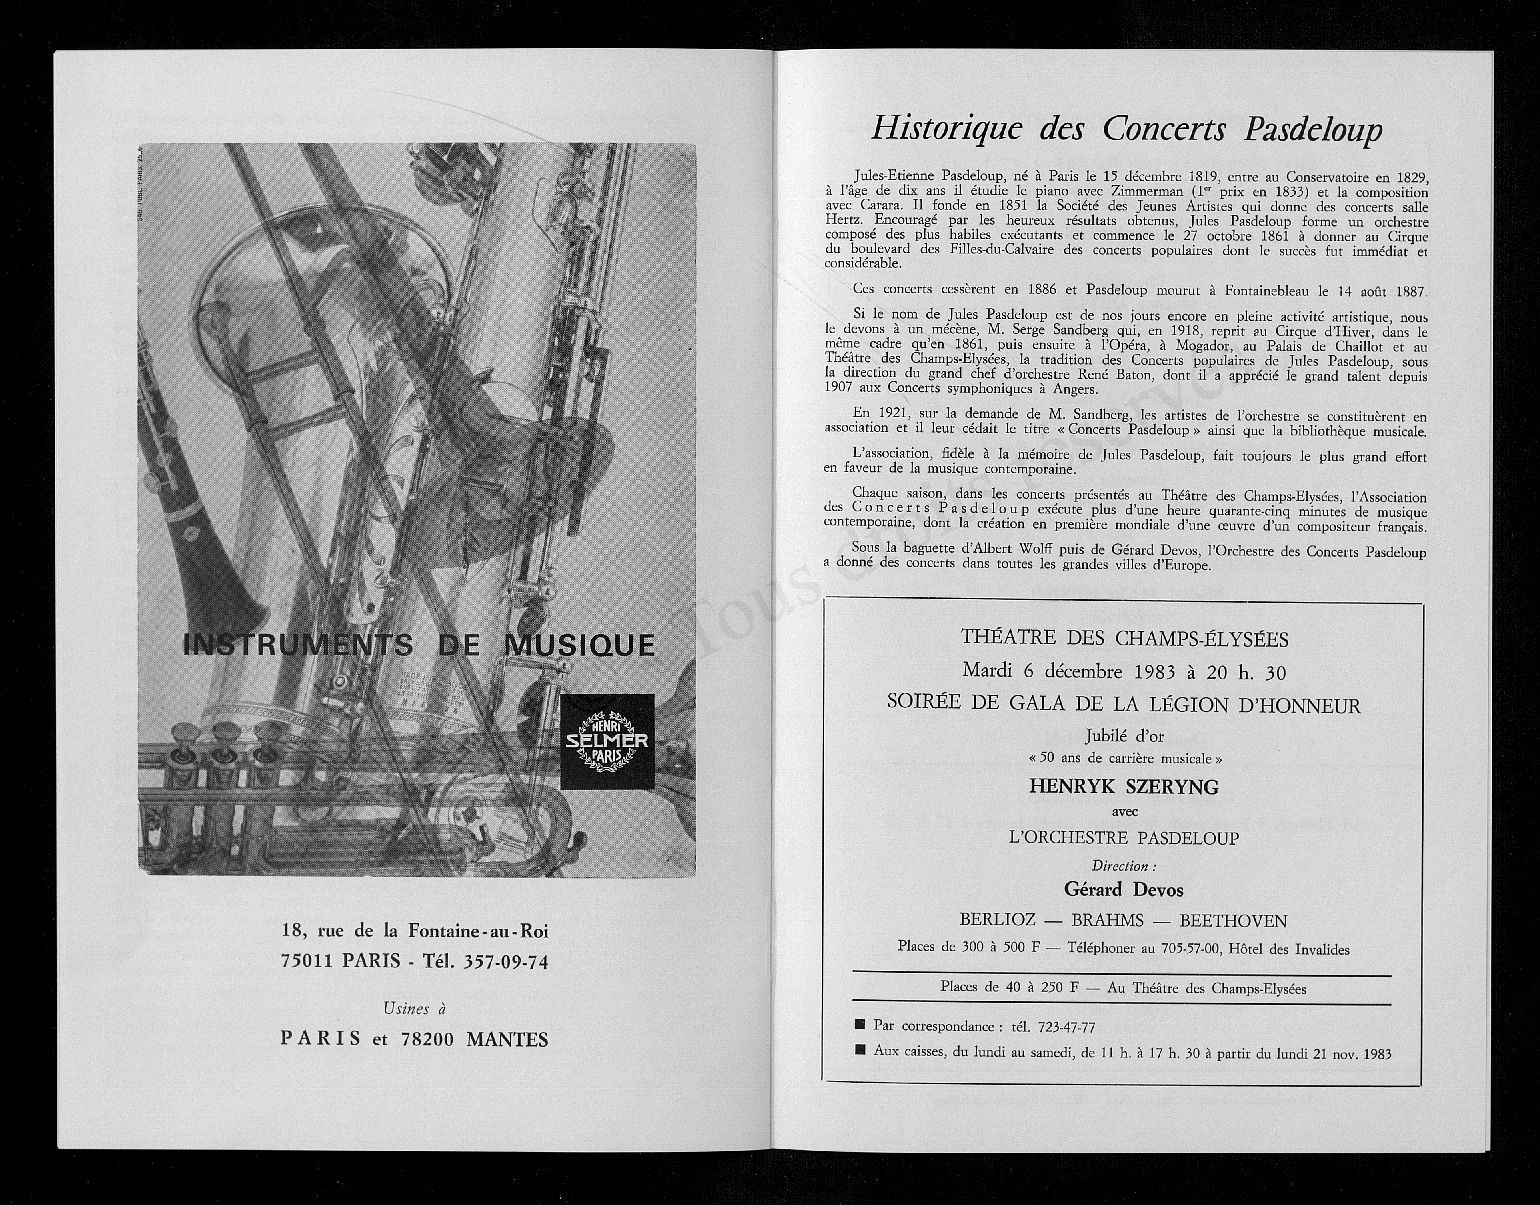 INSTRUMENTS DE MUSIQUE
HENRI
SELMER
PARIS
18, rue de la Fontaine-au-Roi
75011 PARIS - Tél. 357-09-74
Usines à
PARIS et 78200 MANTES
Historique des Concerts Pasdeloup
Jules-Etienne Pasdeloup, né à Paris le 15 décembre 1819, entre au Conservatoire en 1829,
à l'âge de dix ans il étudie le piano avec Zimmerman (1er prix en 1833) et la composition
avec Carara. Il fonde en 1851 la Société des Jeunes Artistes qui donne des concerts salle
Hertz. Encouragé par les heureux résultats obtenus, Jules Pasdeloup forme un orchestre
composé des plus habiles exécutants et commence le 27 octobre 1861 à donner au Cirque
du boulevard des Filles-du-Calvaire des concerts populaires dont le succès fut immédiat et
considérable.
Ces concerts cessèrent en 1886 et Pasdeloup mourut à Fontainebleau le 14 août 1887.
Si le nom de Jules Pasdeloup est de nos jours encore en pleine activité artistique, nous
le devons à un mécène, M. Serge Sandberg qui, en 1918, reprit au Cirque d'Hiver, dans le
même cadre qu'en 1861, puis ensuite à l'Opéra, à Mogador, au Palais de Chaillot et au
Théâtre des Champs-Elysées, la tradition des Concerts populaires de Jules Pasdeloup, sous
la direction du grand chef d'orchestre René Baton, dont il a apprécié le grand talent depuis
1907 aux Concerts symphoniques à Angers.
En 1921, sur la demande de M. Sandberg, les artistes de l'orchestre se constituèrent en
association et il leur cédait le titre « Concerts Pasdeloup » ainsi que la bibliothèque musicale.
L'association, fidèle à la mémoire de Jules Pasdeloup, fait toujours le plus grand effort
en faveur de la musique contemporaine.
Chaque saison, dans les concerts présentés au Théâtre des Champs-Elysées, l'Association
des Concerts Pasdeloup exécute plus d'une heure quarante-cinq minutes de musique
contemporaine, dont la création en première mondiale d'une œuvre d'un compositeur français.
Sous la baguette d'Albert Wolff puis de Gérard Devos, l'Orchestre des Concerts Pasdeloup
a donné des concerts dans toutes les grandes villes d'Europe.
Tous droits réservés
THÉATRE DES CHAMPS-ÉLYSÉES
Mardi 6 décembre 1983 à 20 h. 30
SOIRÉE DE GALA DE LA LÉGION D'HONNEUR
Jubilé d'or
« 50 ans de carrière musicale »
HENRYK SZERYNG
avec
L'ORCHESTRE PASDELOUP
Direction :
Gérard Devos
BERLIOZ — BRAHMS — BEETHOVEN
Places de 300 à 500 F — Téléphoner au 705-57-00, Hôtel des Invalides
Places de 40 à 250 F — Au Théâtre des Champs-Elysées
■ Par correspondance : tél. 723-47-77
■ Aux caisses, du lundi au samedi, de 11 h. à 17 h. 30 à partir du lundi 21 nov. 1983